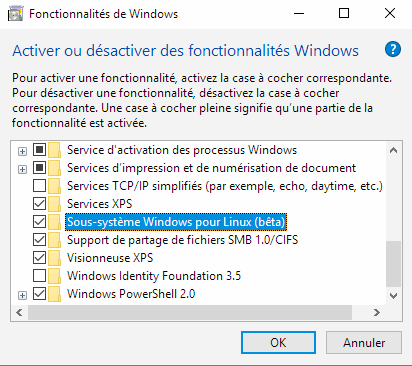 Fonctionnalités de Windows
Activer ou désactiver des fonctionnalités Windows
Pour activer une fonctionnalité, activez la case à cocher correspondante.
Pour désactiver une fonctionnalité, désactivez la case à cocher
correspondante. Une case à cocher pleine signifie qu'une partie de la
fonctionnalité est activée.
Service d'activation des processus Windows
Services d'impression et de numérisation de document
Services TCP/IP simplifiés (par exemple, echo, daytime, etc.)
Services XPS
Sous-système Windows pour Linux (bêta)
Support de partage de fichiers SMB 1.0/CIFS
Visionneuse XPS
Windows Identity Foundation 3.5
Windows PowerShell 2.0
OK
Annuler